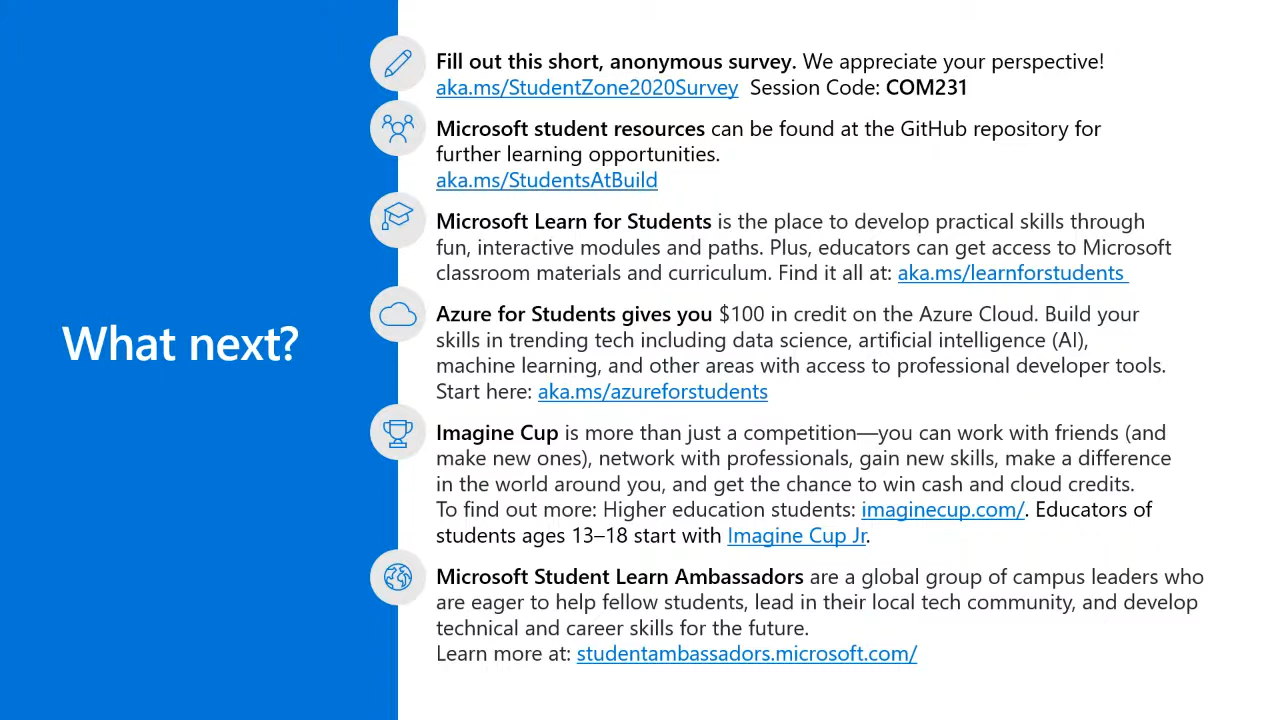 What next?
Fill out this short, anonymous survey. We appreciate your perspective!
aka.ms/StudentZone2020Survey Session Code: COM231
Microsoft student resources can be found at the GitHub repository for
further learning opportunities.
aka.ms/StudentsAtBuild
Microsoft Learn for Students is the place to develop practical skills through
fun, interactive modules and paths. Plus, educators can get access to Microsoft
classroom materials and curriculum. Find it all at: aka.ms/learnforstudents
Azure for Students gives you $100 in credit on the Azure Cloud. Build your
skills in trending tech including data science, artificial intelligence (AI),
machine learning, and other areas with access to professional developer tools.
Start here: aka.ms/azureforstudents
Imagine Cup is more than just a competition—you can work with friends (and
make new ones), network with professionals, gain new skills, make a difference
in the world around you, and get the chance to win cash and cloud credits.
To find out more: Higher education students: imaginecup.com/. Educators of
students ages 13–18 start with Imagine Cup Jr.
Microsoft Student Learn Ambassadors are a global group of campus leaders who
are eager to help fellow students, lead in their local tech community, and develop
technical and career skills for the future.
Learn more at: studentambassadors.microsoft.com/